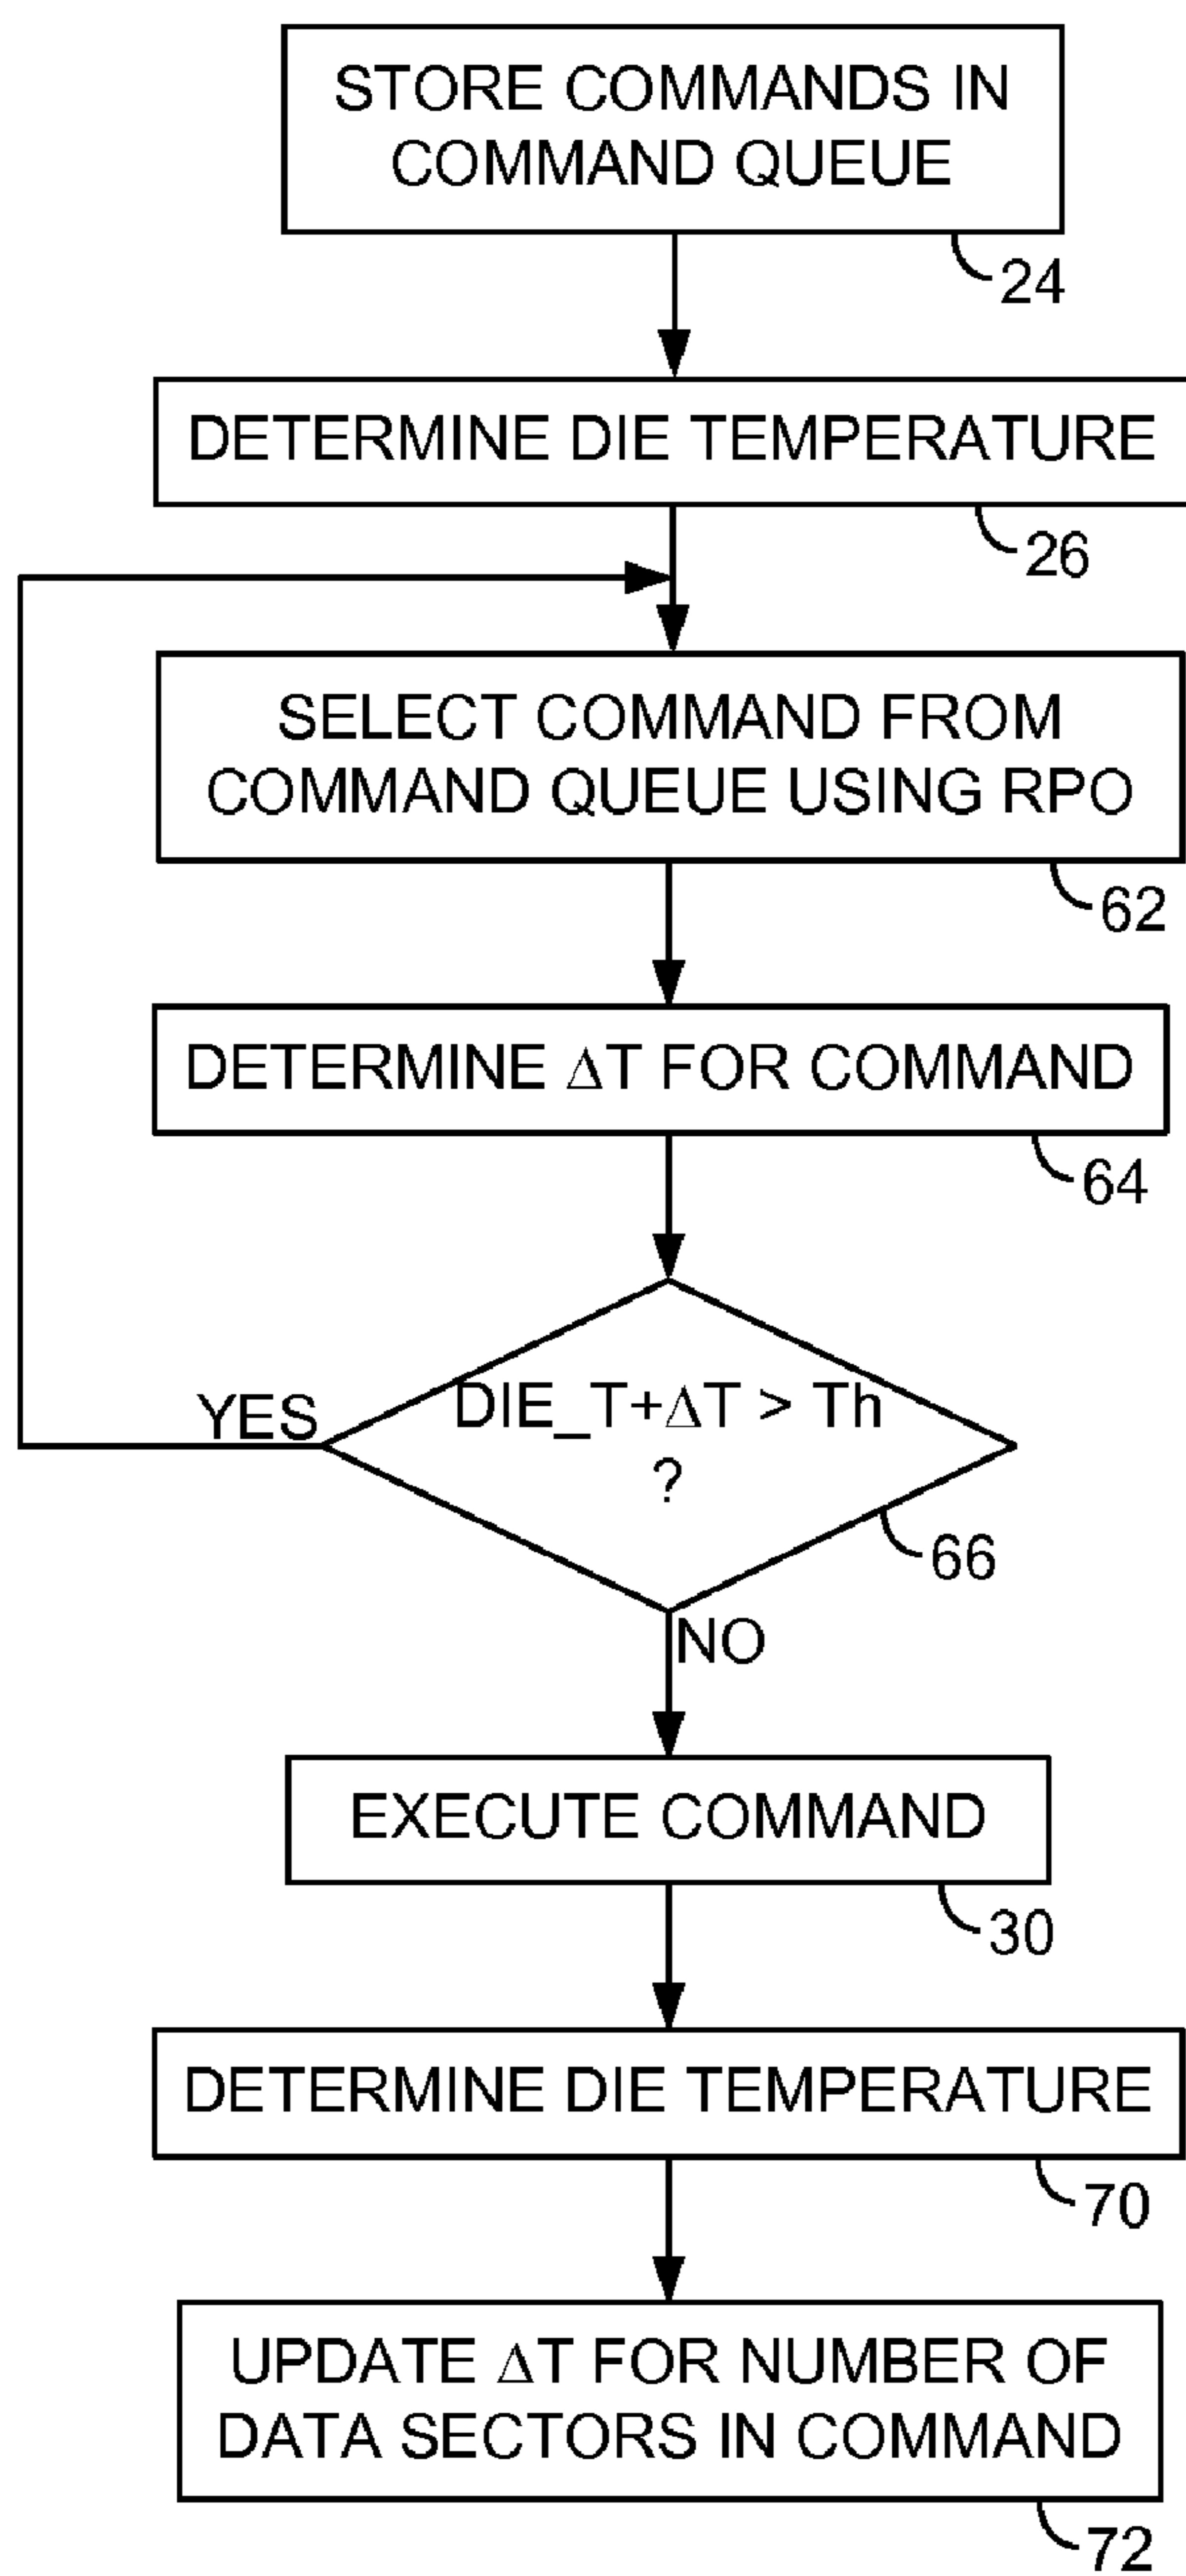 STORE COMMANDS IN
COMMAND QUEUE
24
DETERMINE DIE TEMPERATURE
26
SELECT COMMAND FROM
COMMAND QUEUE USING RPO
62
DETERMINE ΔT FOR COMMAND
64
YES
DIE_T+ΔT > Th
?
66
NO
EXECUTE COMMAND
30
DETERMINE DIE TEMPERATURE
70
UPDATE ΔT FOR NUMBER OF
DATA SECTORS IN COMMAND
72